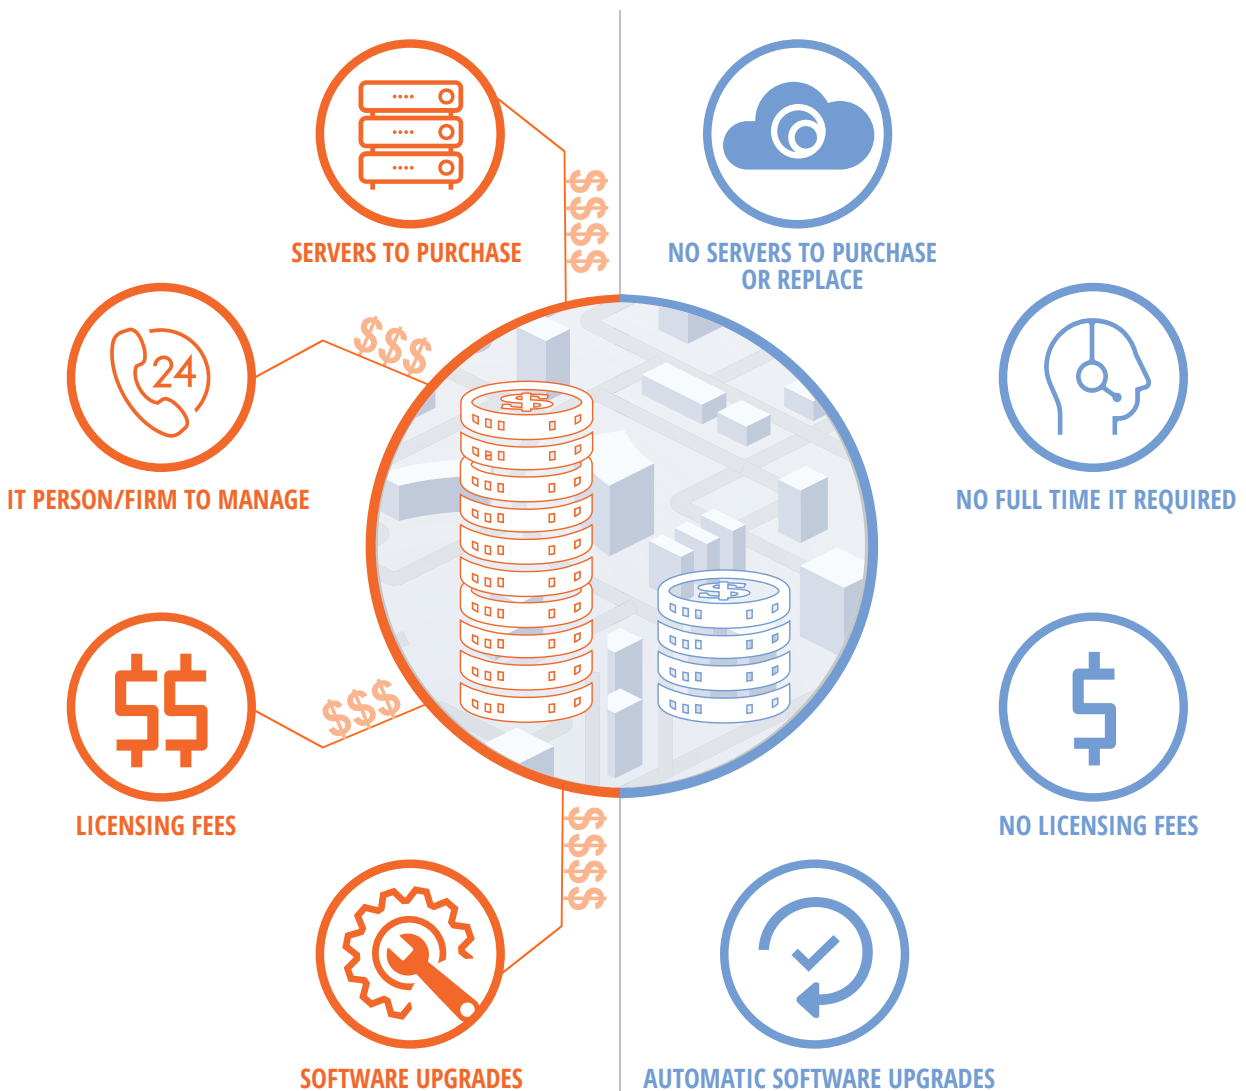 SERVERS TO PURCHASE
$$$$
NO SERVERS TO PURCHASE
OR REPLACE
24
$$$
IT PERSON/FIRM TO MANAGE
NO FULL TIME IT REQUIRED
$
$
$$
$$$
$
LICENSING FEES
NO LICENSING FEES
$$$$
SOFTWARE UPGRADES
AUTOMATIC SOFTWARE UPGRADES